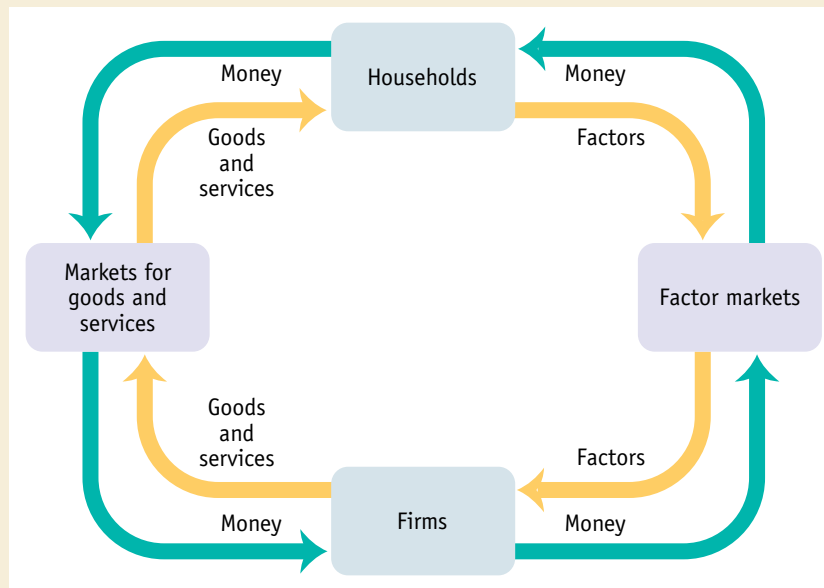 Money
Households
Money
Goods
and
services
Factors
Markets for
goods and
services
Factor markets
Goods
and
services
Factors
Money
Firms
Money